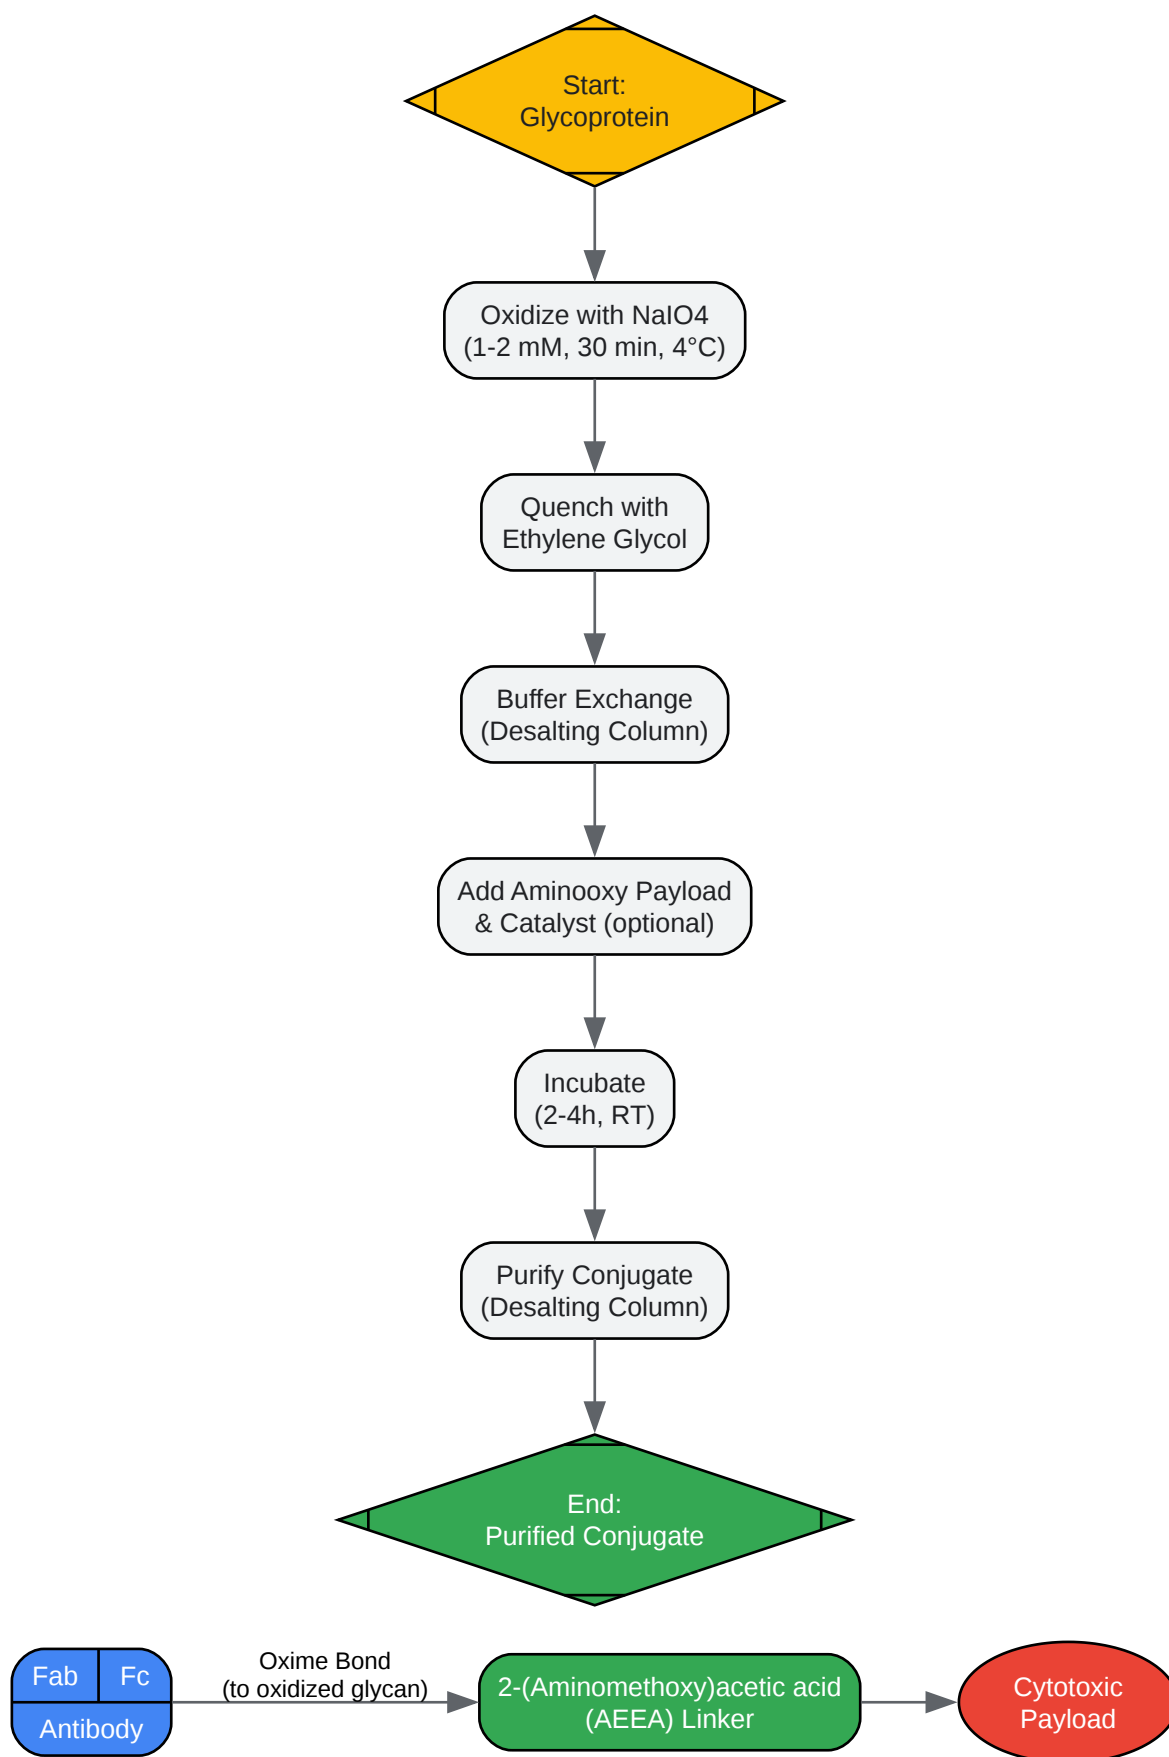 Start:
Glycoprotein
Oxidize with NaIO4
(1-2 mM, 30 min, 4°C)
Quench with
Ethylene Glycol
Buffer Exchange
(Desalting Column)
Add Aminooxy Payload
& Catalyst (optional)
Incubate
(2-4h, RT)
Purify Conjugate
(Desalting Column)
End:
Purified Conjugate
Fab Fc
Antibody
Oxime Bond
(to oxidized glycan)
2-(Aminomethoxy)acetic acid
(AEEA) Linker
Cytotoxic
Payload